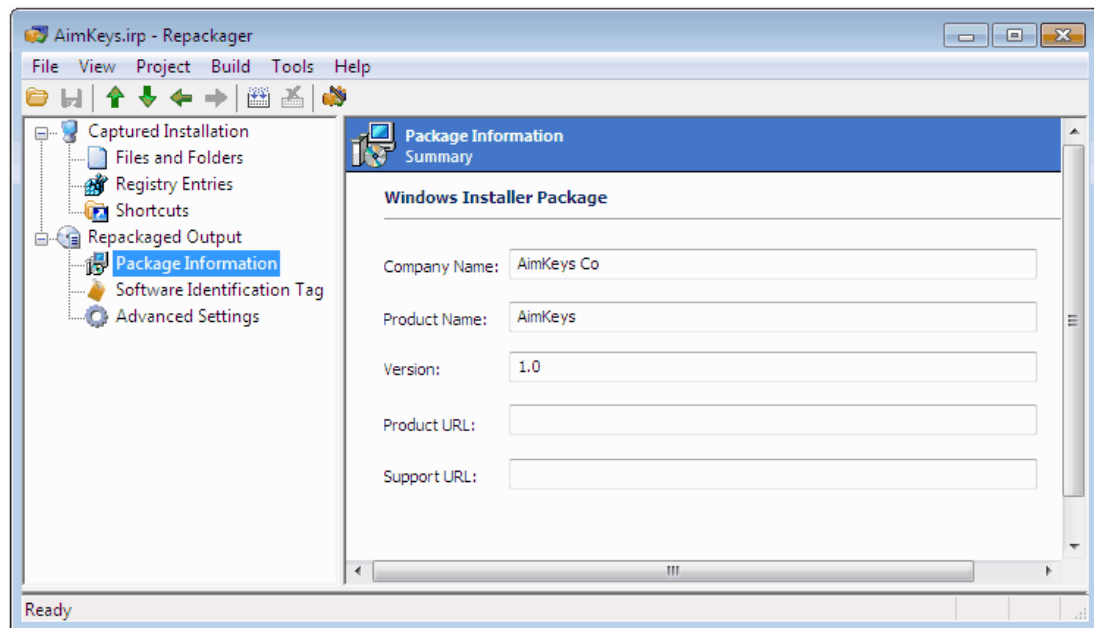 AimKeys.irp - Repackager
File View Project Build Tools Help
Captured Installation
Files and Folders
Registry Entries
Shortcuts
Repackaged Output
Package Information
Software Identification Tag
Advanced Settings
Package Information
Summary
Windows Installer Package
Company Name: AimKeys Co
Product Name: AimKeys
Version: 1.0
Product URL:
Support URL:
Ready